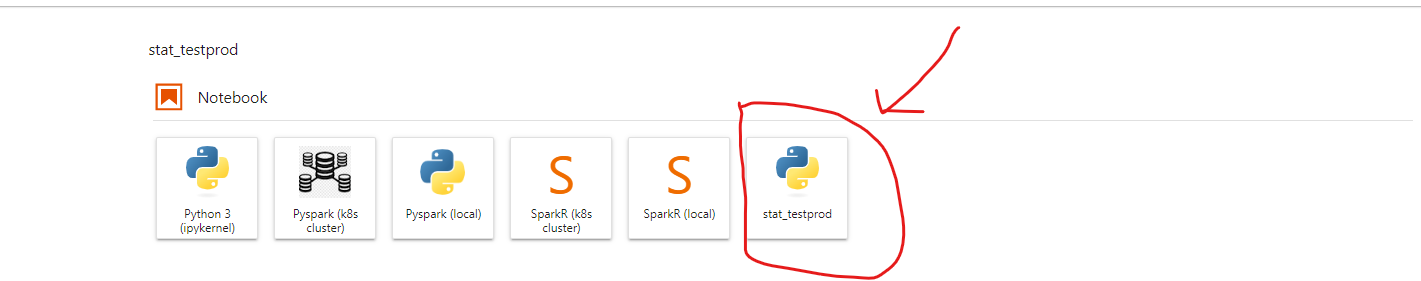 stat_testprod
Notebook
Python 3
(ipykernel)
Pyspark (k8s
cluster)
Pyspark (local)
SparkR (k8s
cluster)
SparkR (local)
stat_testprod